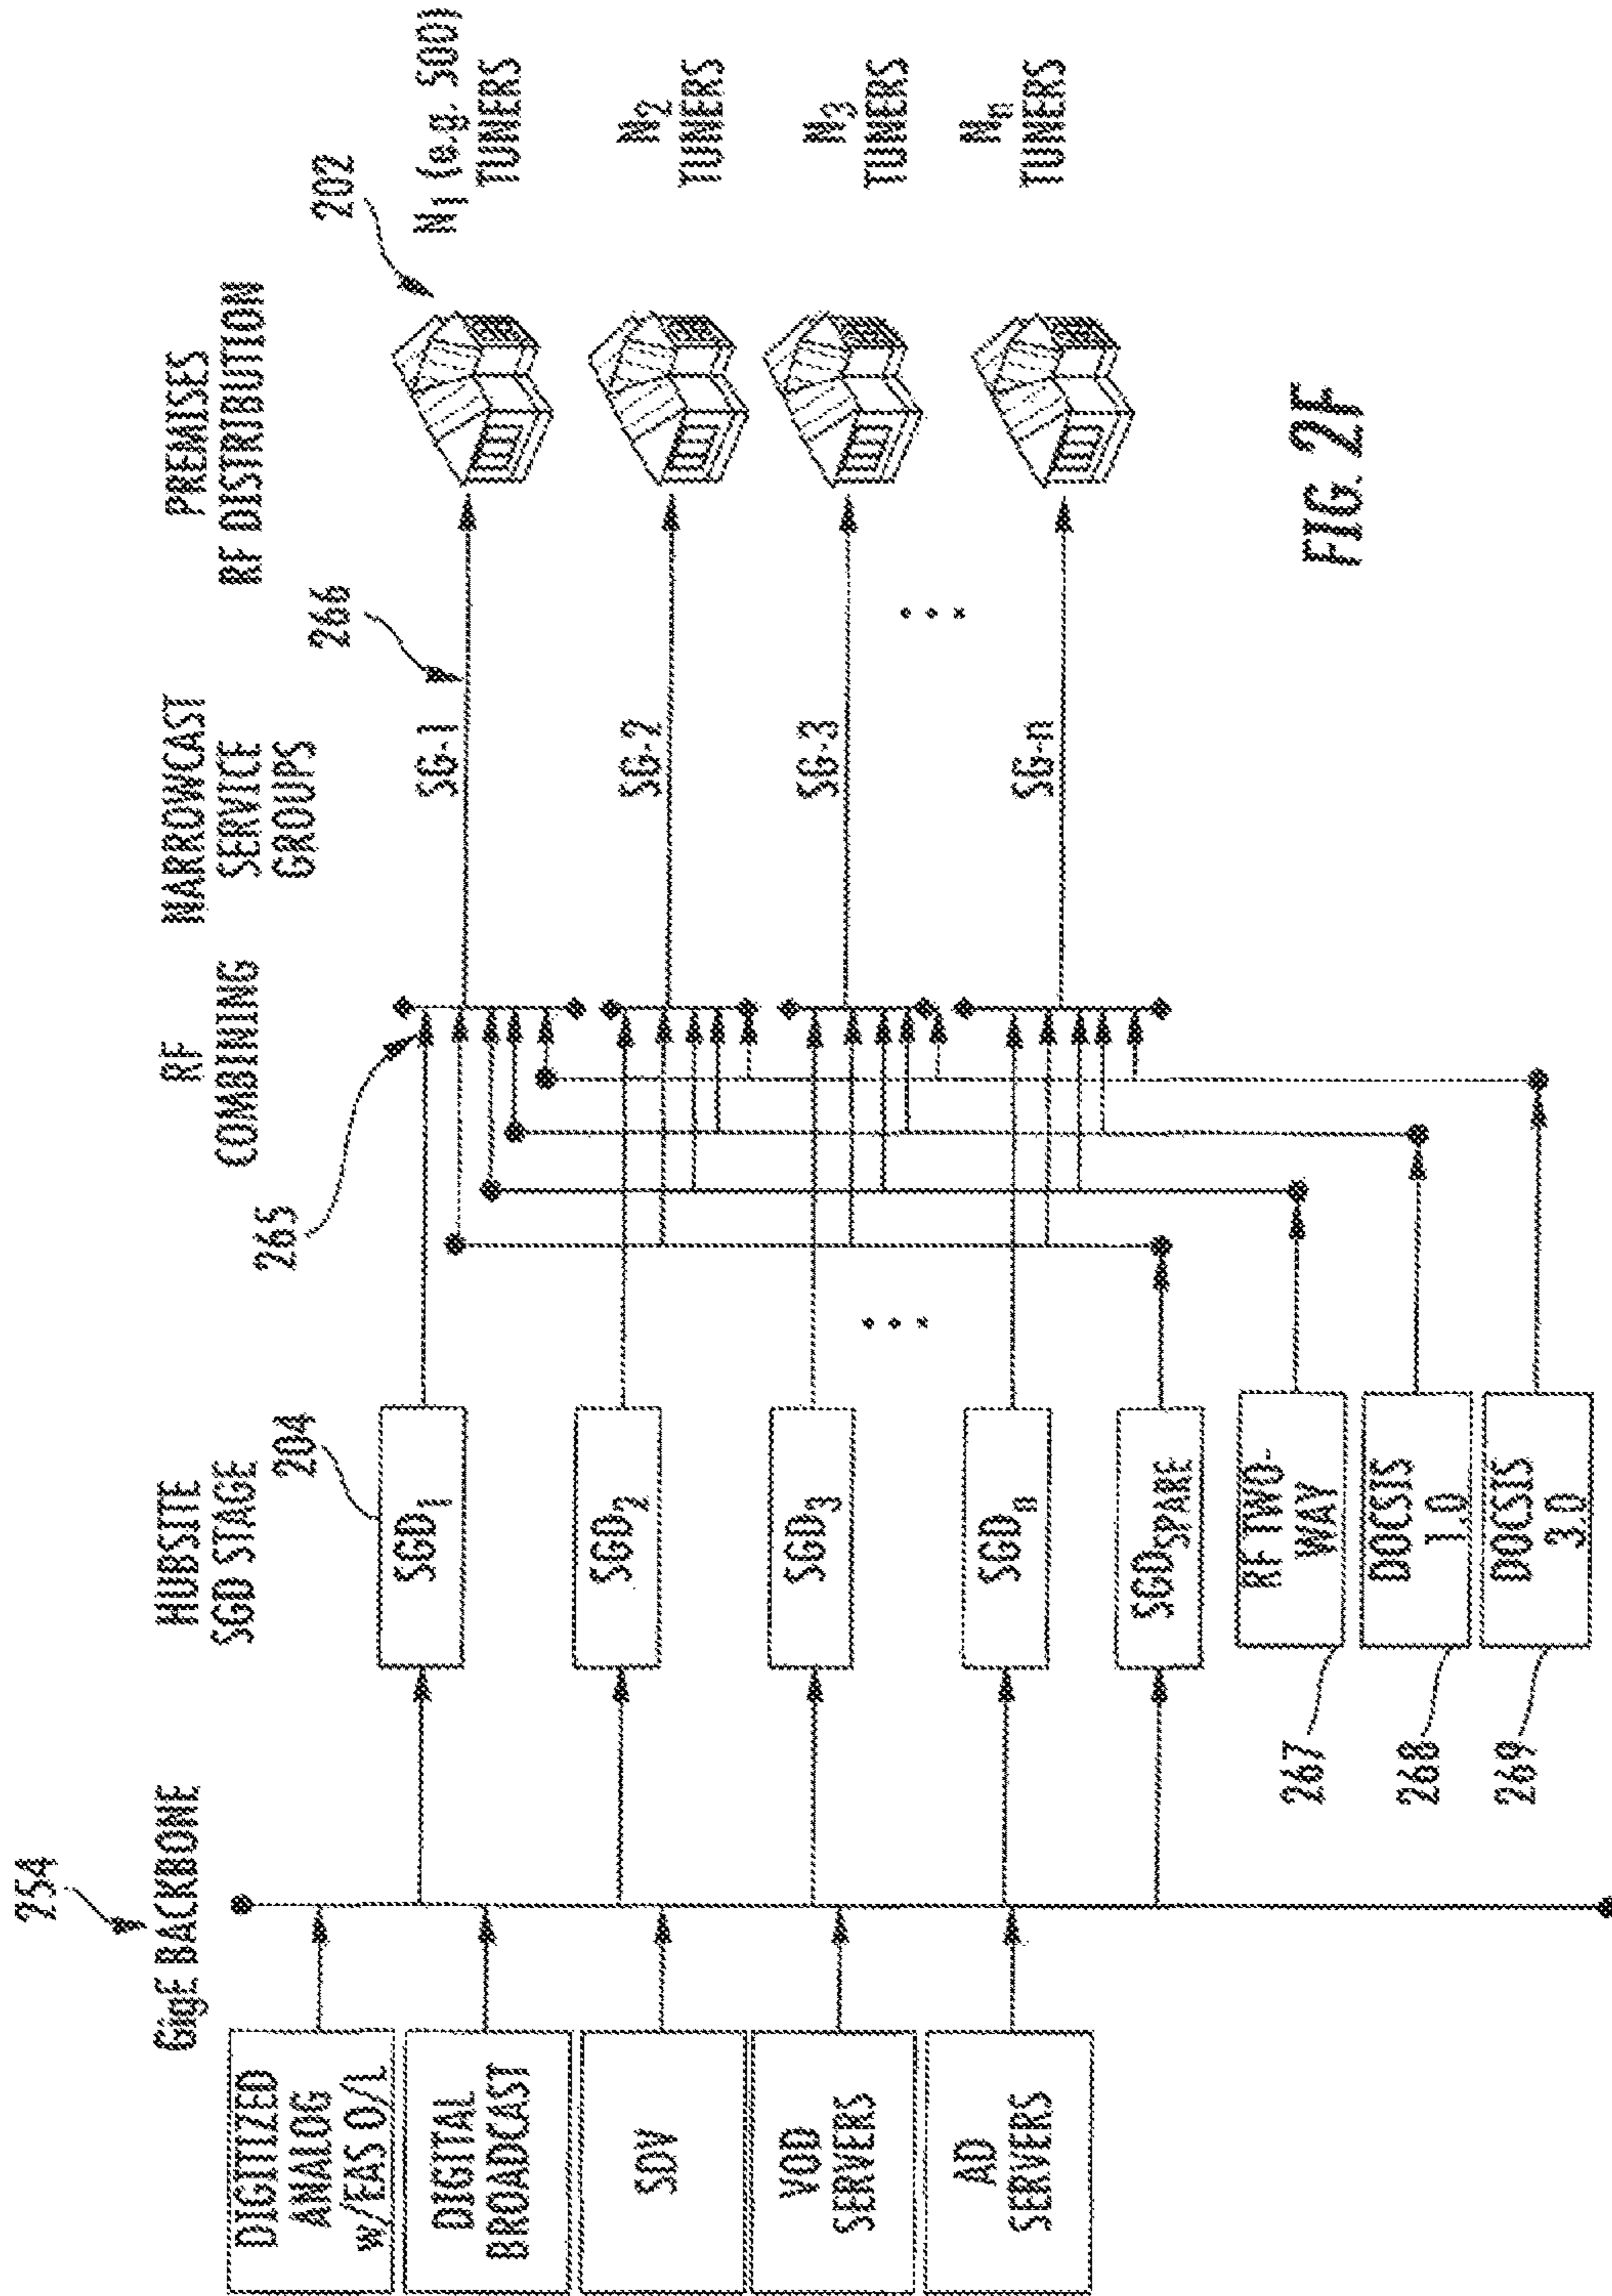 254
GigE BACKBONE
HUBSITE
SGD STAGE
204
RF
COMBINING
265
NARROWCAST
SERVICE
GROUPS
266
PREMISES
RF DISTRIBUTION
202
DIGITIZED
ANALOG
w/EAS O/L
DIGITAL
BROADCAST
SDV
VOD
SERVERS
AD
SERVERS
SGD1
SGD2
SGD3
SGDn
SGDSPARE
RF TWO-
WAY
DOCSIS
1.0
DOCSIS
3.0
267
268
269
SG-1
SG-2
SG-3
SG-n
N1 (e.g. 500)
TUNERS
N2
TUNERS
N3
TUNERS
Nn
TUNERS
FIG. 2F